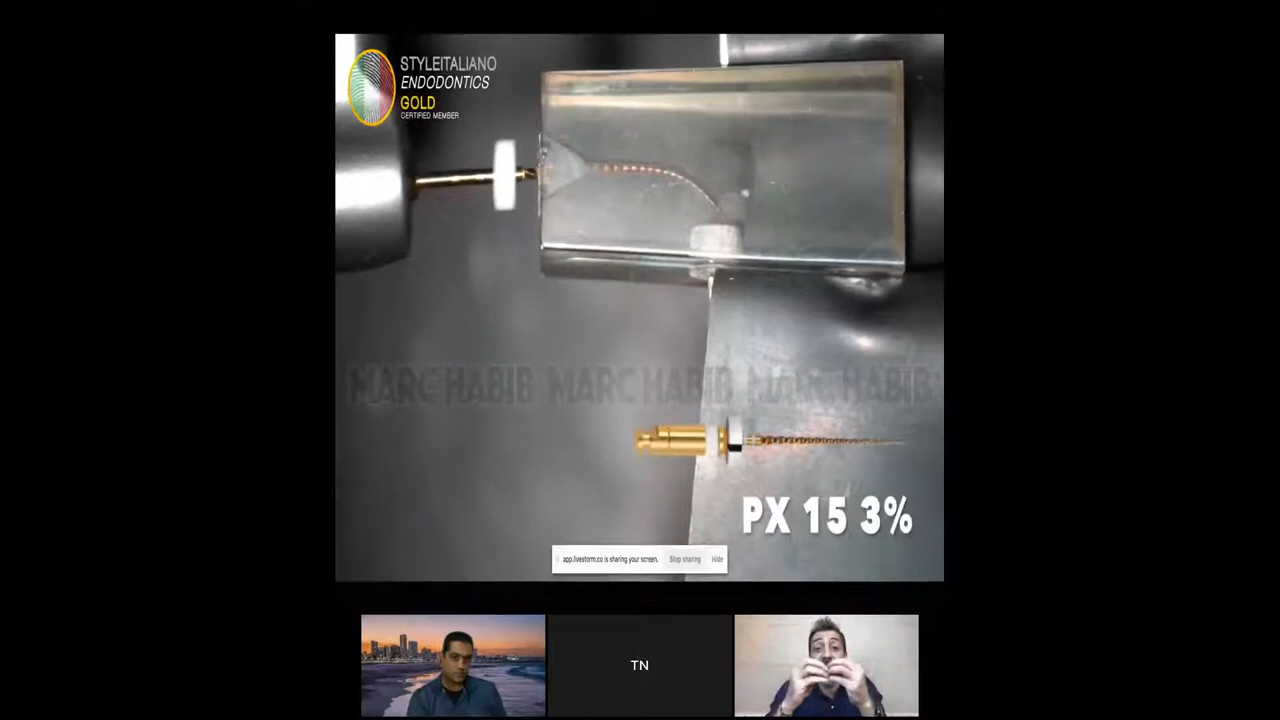 STYLEITALIANO
ENDODONTICS
GOLD
CERTIFIED MEMBER
MARC HABIB MARC HABIB MARC HABIB
PX 15 3%
app.livestorm.co is sharing your screen. Stop sharing Hide
TN